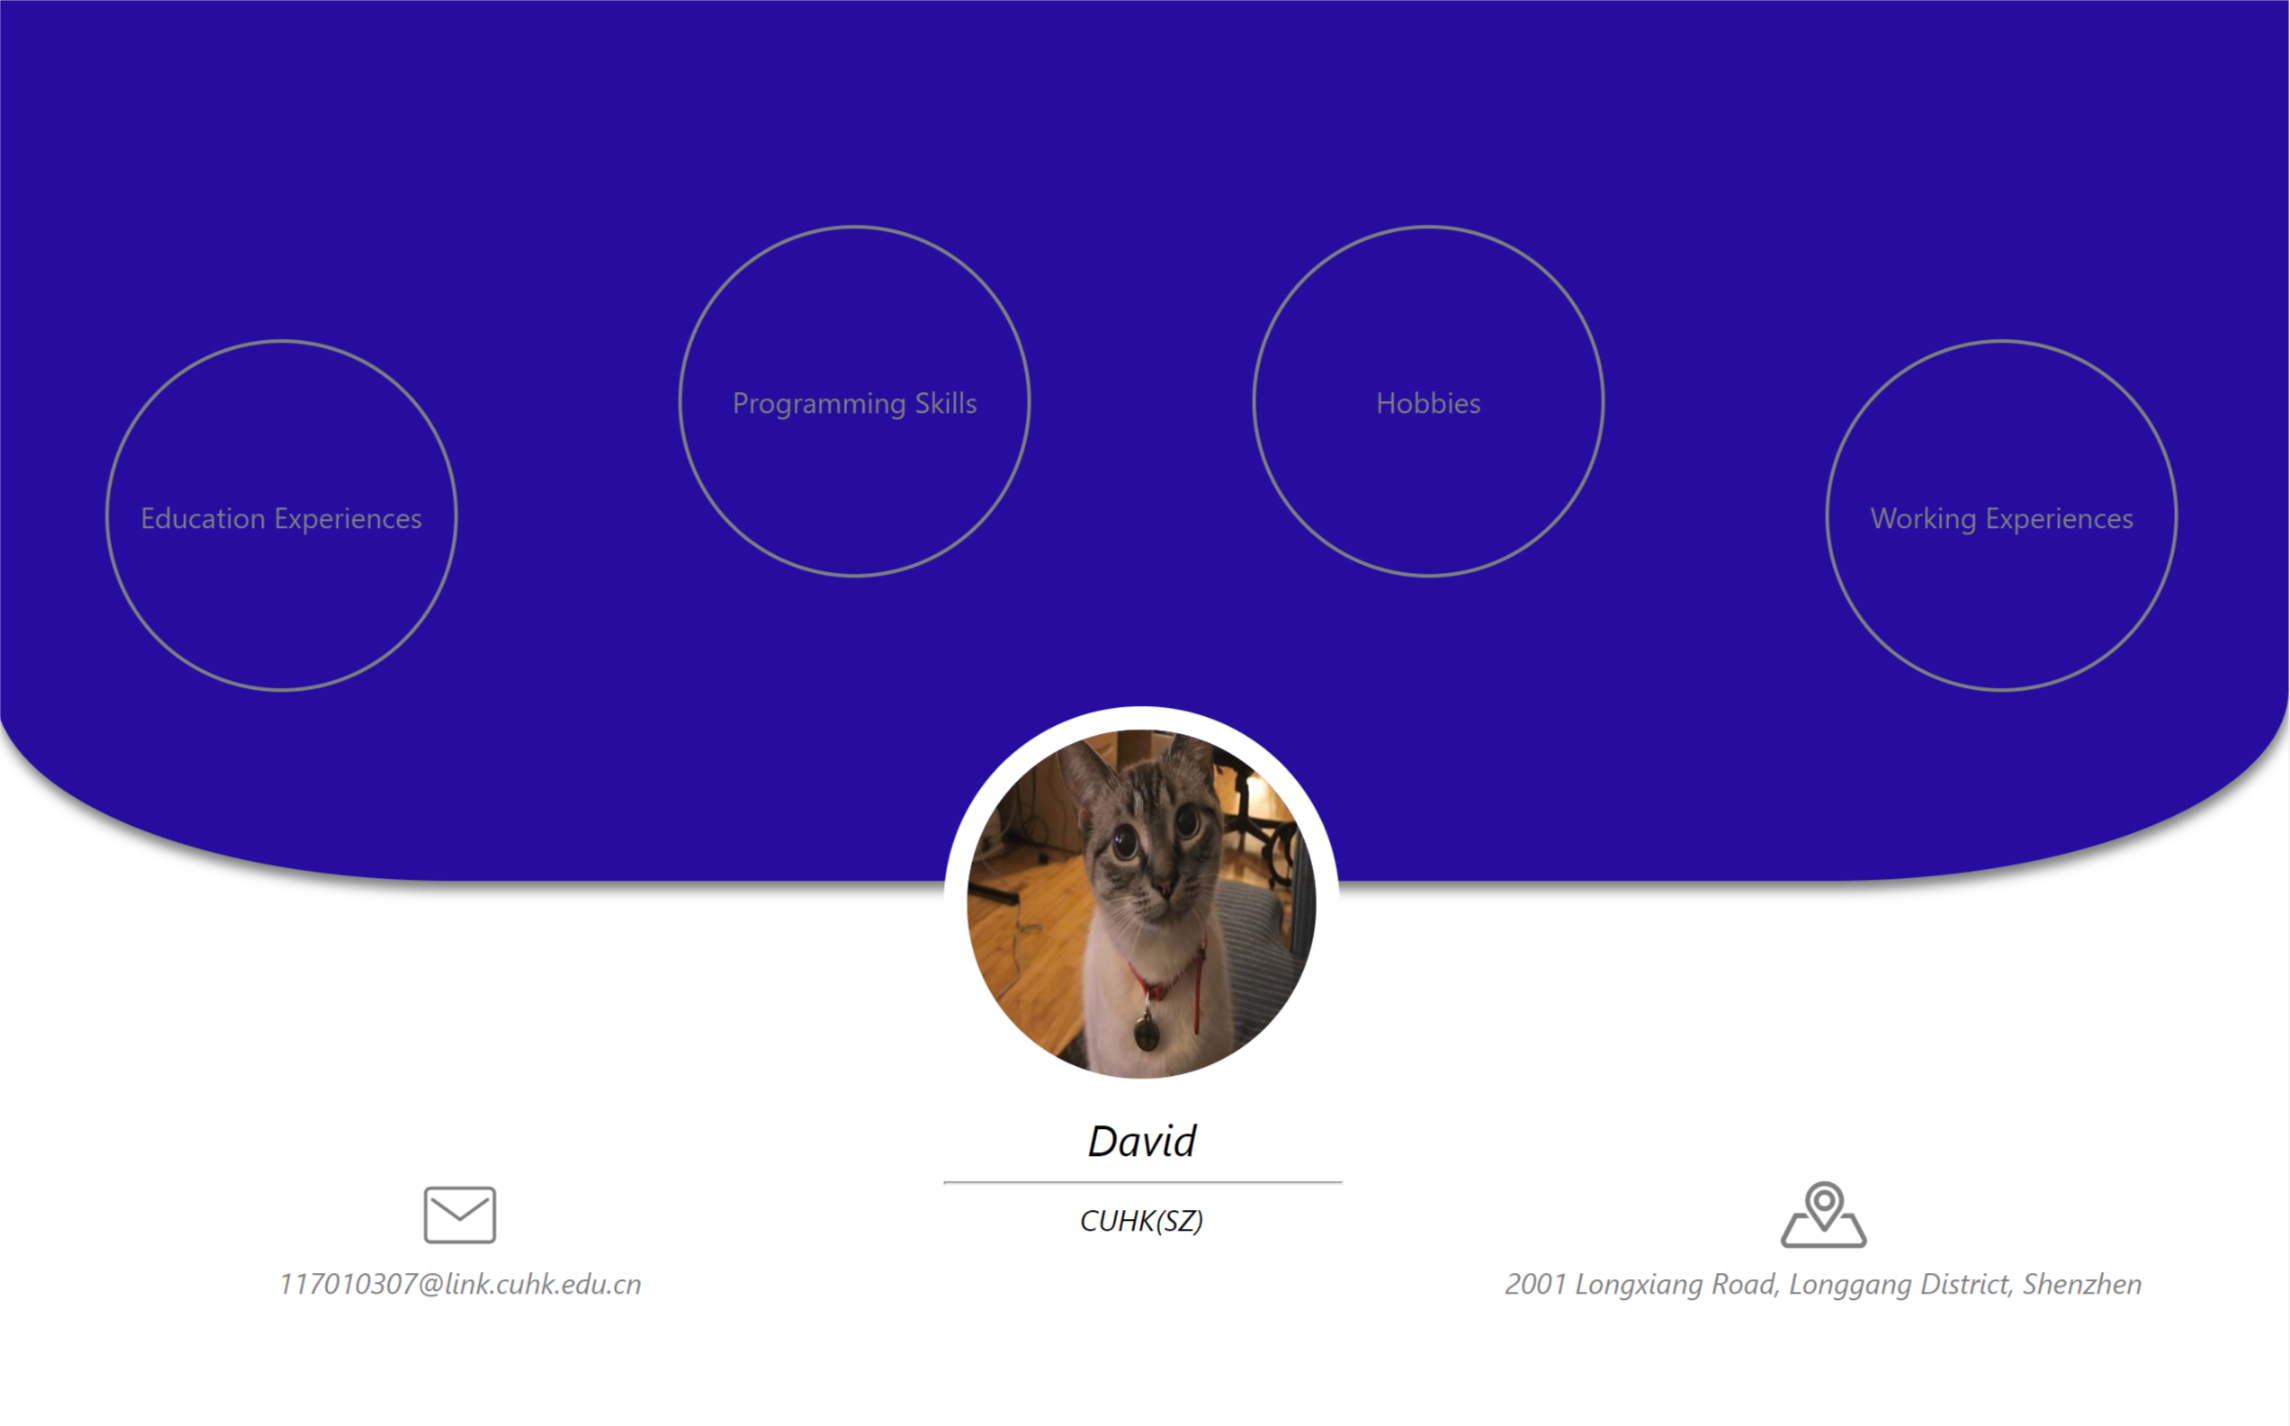 Programming Skills
Hobbies
Education Experiences
Working Experiences
David
CUHK(SZ)
117010307@link.cuhk.edu.cn
2001 Longxiang Road, Longgang District, Shenzhen